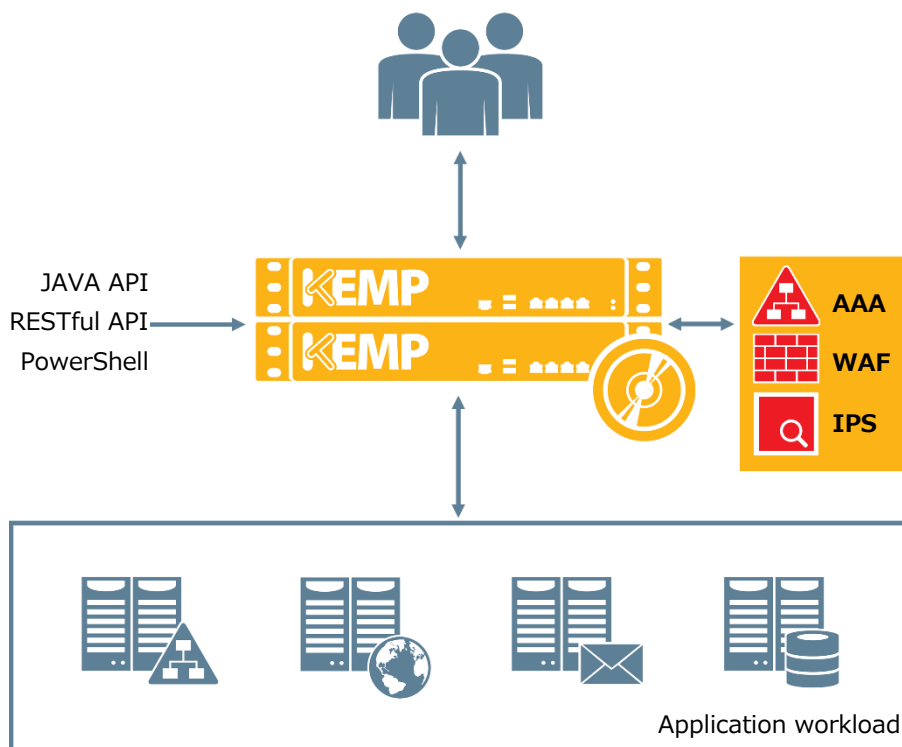 JAVA API
RESTful API
PowerShell
KEMP
KEMP
AAA
WAF
IPS
Application workload